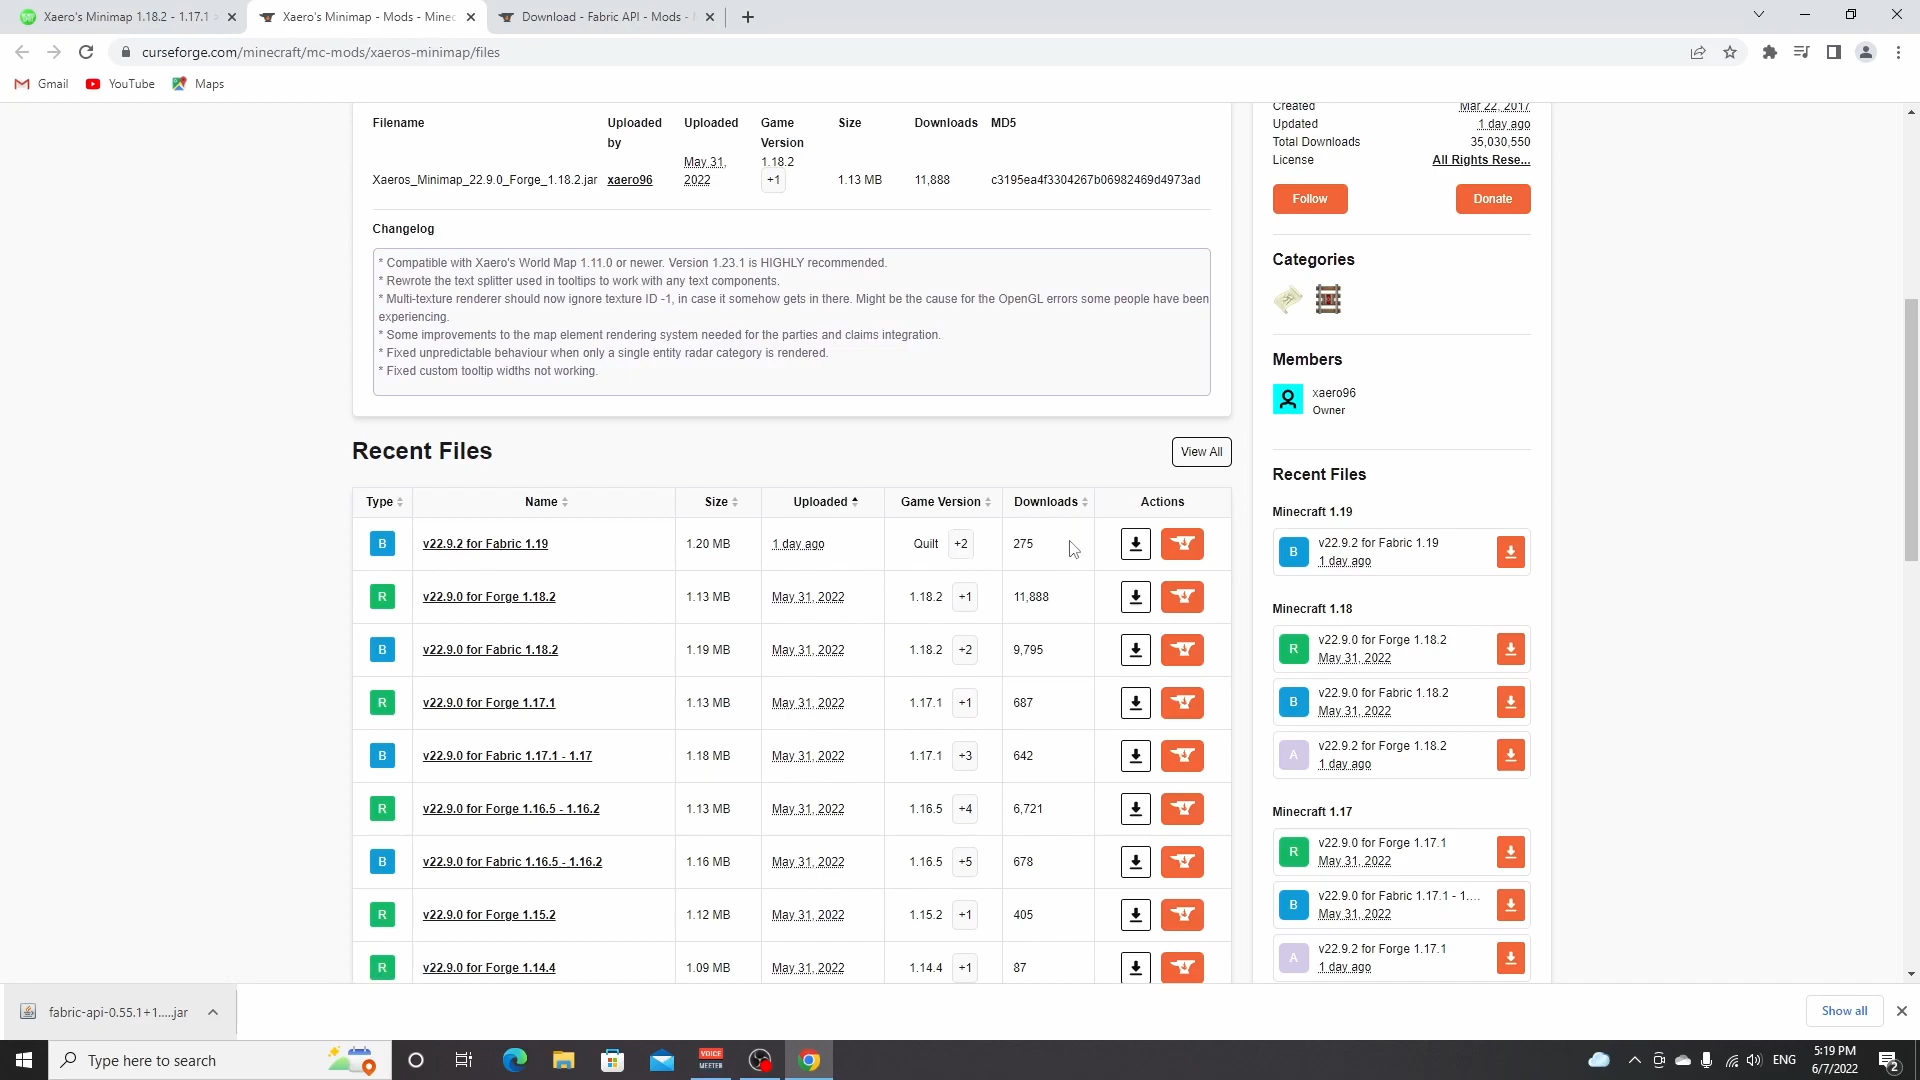 Xaero's Minimap 1.18.2 - 1.17.1
Xaero's Minimap - Mods - Minec
Download - Fabric API - Mods -
curseforge.com/minecraft/mc-mods/xaeros-minimap/files
Gmail
YouTube
Maps
Filename
Uploaded by
Uploaded
Game Version
Size
Downloads
MD5
Xaeros_Minimap_22.9.0_Forge_1.18.2.jar
xaero96
May 31, 2022
1.18.2
+1
1.13 MB
11,888
c3195ea4f3304267b06982469d4973ad
Changelog
* Compatible with Xaero's World Map 1.11.0 or newer. Version 1.23.1 is HIGHLY recommended.
* Rewrote the text splitter used in tooltips to work with any text components.
* Multi-texture renderer should now ignore texture ID -1, in case it somehow gets in there. Might be the cause for the OpenGL errors some people have been
experiencing.
* Some improvements to the map element rendering system needed for the parties and claims integration.
* Fixed unpredictable behaviour when only a single entity radar category is rendered.
* Fixed custom tooltip widths not working.
Recent Files
View All
Type Name Size Uploaded Game Version Downloads Actions
B v22.9.2 for Fabric 1.19 1.20 MB 1 day ago Quilt +2 275
R v22.9.0 for Forge 1.18.2 1.13 MB May 31, 2022 1.18.2 +1 11,888
B v22.9.0 for Fabric 1.18.2 1.19 MB May 31, 2022 1.18.2 +2 9,795
R v22.9.0 for Forge 1.17.1 1.13 MB May 31, 2022 1.17.1 +1 687
B v22.9.0 for Fabric 1.17.1 - 1.17 1.18 MB May 31, 2022 1.17.1 +3 642
R v22.9.0 for Forge 1.16.5 - 1.16.2 1.13 MB May 31, 2022 1.16.5 +4 6,721
B v22.9.0 for Fabric 1.16.5 - 1.16.2 1.16 MB May 31, 2022 1.16.5 +5 678
R v22.9.0 for Forge 1.15.2 1.12 MB May 31, 2022 1.15.2 +1 405
R v22.9.0 for Forge 1.14.4 1.09 MB May 31, 2022 1.14.4 +1 87
Created Mar 22, 2017
Updated 1 day ago
Total Downloads 35,030,550
License All Rights Rese...
Follow
Donate
Categories
Members
xaero96
Owner
Recent Files
Minecraft 1.19
B v22.9.2 for Fabric 1.19
1 day ago
Minecraft 1.18
R v22.9.0 for Forge 1.18.2
May 31, 2022
B v22.9.0 for Fabric 1.18.2
May 31, 2022
A v22.9.2 for Forge 1.18.2
1 day ago
Minecraft 1.17
R v22.9.0 for Forge 1.17.1
May 31, 2022
B v22.9.0 for Fabric 1.17.1 - 1....
May 31, 2022
A v22.9.2 for Forge 1.17.1
1 day ago
fabric-api-0.55.1+1.....jar
Show all
Type here to search
VOICE
MEETER
ENG
5:19 PM
6/7/2022
2